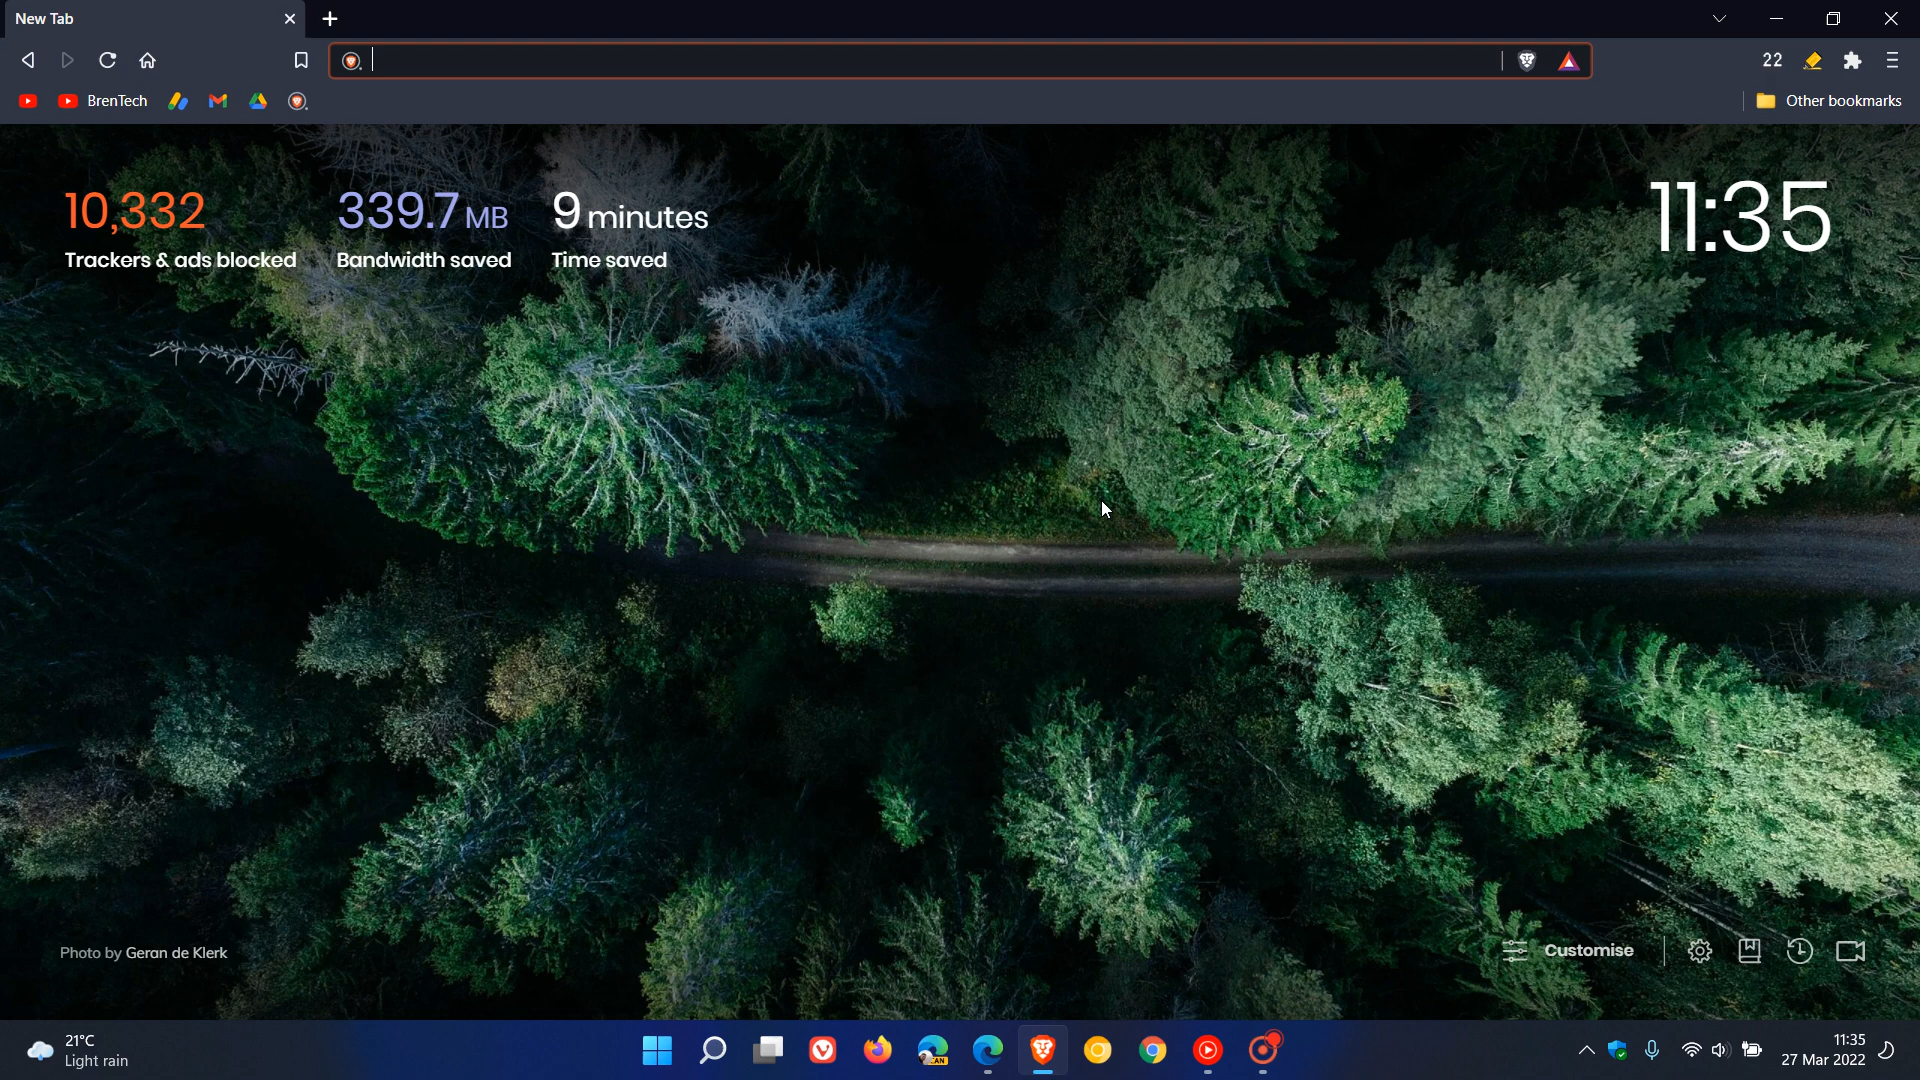 New Tab
22
BrenTech
Other bookmarks
10,332
Trackers & ads blocked
339.7 MB
Bandwidth saved
9 minutes
Time saved
11:35
Photo by Geran de Klerk
Customise
21°C
Light rain
CAN
11:35
27 Mar 2022